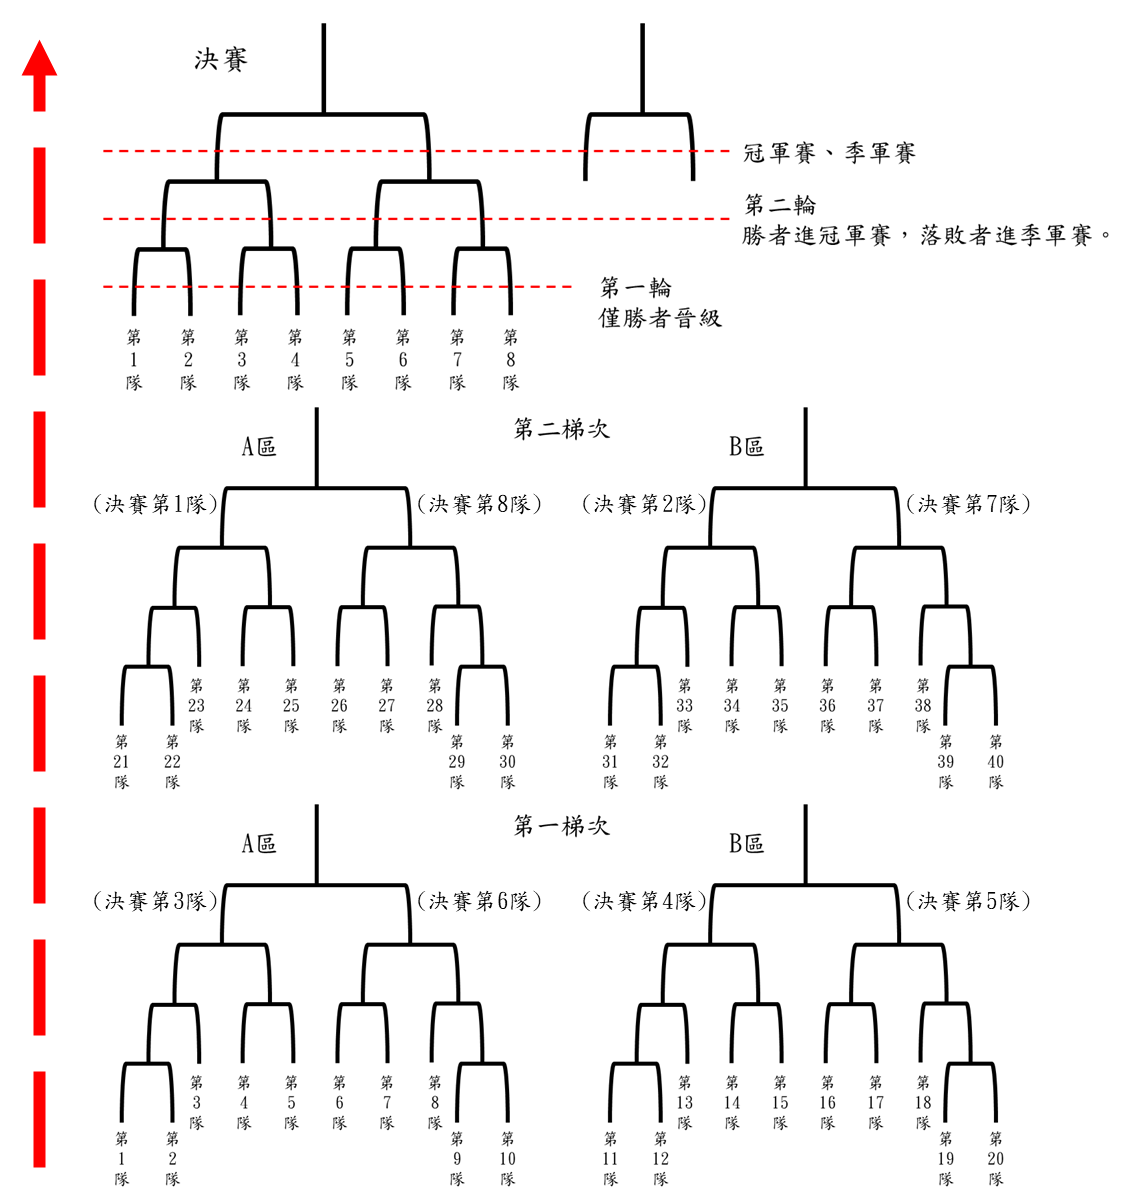 決賽
冠軍賽、季軍賽
第二輪
勝者進冠軍賽，落敗者進季軍賽。
第一輪
僅勝者晉級
第1隊
第2隊
第3隊
第4隊
第5隊
第6隊
第7隊
第8隊
第二梯次
A區
B區
(決賽第1隊)
(決賽第8隊)
(決賽第2隊)
(決賽第7隊)
第21隊
第22隊
第23隊
第24隊
第25隊
第26隊
第27隊
第28隊
第29隊
第30隊
第31隊
第32隊
第33隊
第34隊
第35隊
第36隊
第37隊
第38隊
第39隊
第40隊
第一梯次
A區
B區
(決賽第3隊)
(決賽第6隊)
(決賽第4隊)
(決賽第5隊)
第1隊
第2隊
第3隊
第4隊
第5隊
第6隊
第7隊
第8隊
第9隊
第10隊
第11隊
第12隊
第13隊
第14隊
第15隊
第16隊
第17隊
第18隊
第19隊
第20隊